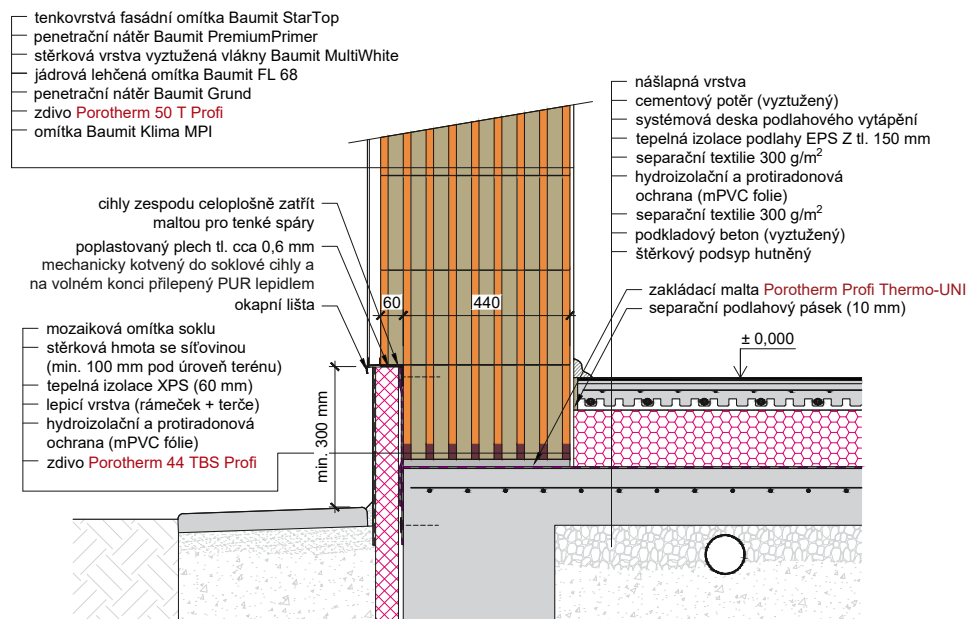 tenkovrstvá fasádní omítka Baumit StarTop
penetrační nátěr Baumit PremiumPrimer
stěrková vrstva vyztužená vlákny Baumit MultiWhite
jádrová lehčená omítka Baumit FL 68
penetrační nátěr Baumit Grund
zdivo Porotherm 50 T Profi
omítka Baumit Klima MPI
nášlapná vrstva
cementový potěr (vyztužený)
systémová deska podlahového vytápění
tepelná izolace podlahy EPS Z tl. 150 mm
separační textilie 300 g/m²
hydroizolační a protiradonová
ochrana (mPVC folie)
separační textilie 300 g/m²
podkladový beton (vyztužený)
štěrkový podsyp hutněný
cihly zespodu celoplošně zatřít
maltou pro tenké spáry
poplastovaný plech tl. cca 0,6 mm
mechanicky kotvený do soklové cihly a
na volném konci přilepený PUR lepidlem
okapní lišta
60
440
zakládací malta Porotherm Profi Thermo-UNI
separační podlahový pásek (10 mm)
± 0,000
mozaiková omítka soklu
stěrková hmota se síťovinou
(min. 100 mm pod úroveň terénu)
tepelná izolace XPS (60 mm)
lepicí vrstva (rámeček + terče)
hydroizolační a protiradonová
ochrana (mPVC fólie)
zdivo Porotherm 44 TBS Profi
min. 300 mm